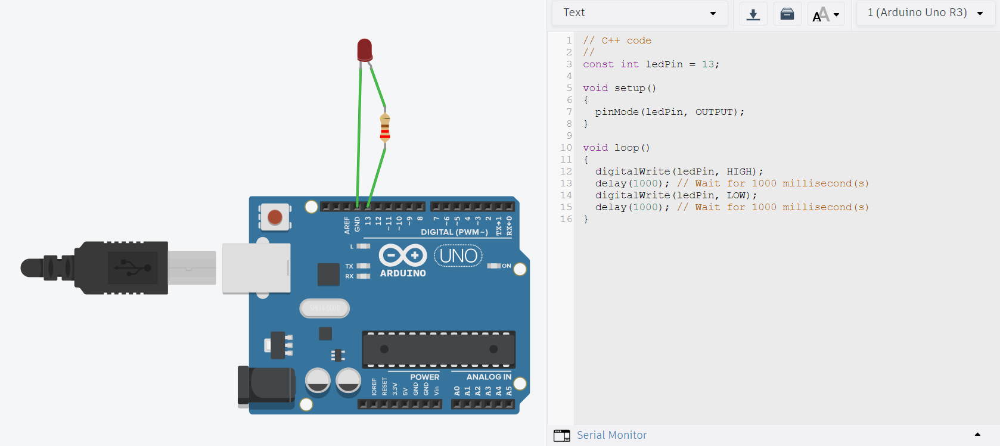 Text
1 (Arduino Uno R3)
1 // C++ code
2 //
3 const int ledPin = 13;
4
5 void setup()
6 {
7   pinMode(ledPin, OUTPUT);
8 }
9
10 void loop()
11 {
12   digitalWrite(ledPin, HIGH);
13   delay(1000); // Wait for 1000 millisecond(s)
14   digitalWrite(ledPin, LOW);
15   delay(1000); // Wait for 1000 millisecond(s)
16 }
Serial Monitor
AREF
GND
13
12
~11
~10
~9
8
7
~6
~5
4
~3
2
TX→1
RX←0
DIGITAL (PWM~)
L
TX
RX
UNO
ARDUINO
ON
POWER
ANALOG IN
IOREF
RESET
3.3V
5V
GND
GND
Vin
A0
A1
A2
A3
A4
A5